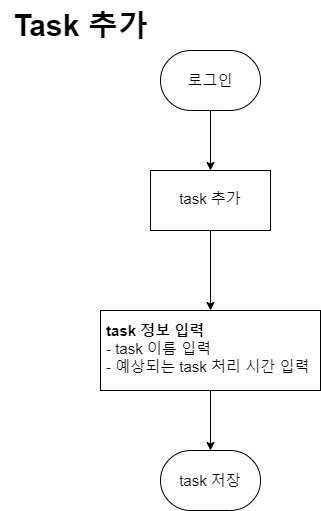 Task 추가
로그인
task 추가
task 정보 입력
- task 이름 입력
- 예상되는 task 처리 시간 입력
task 저장